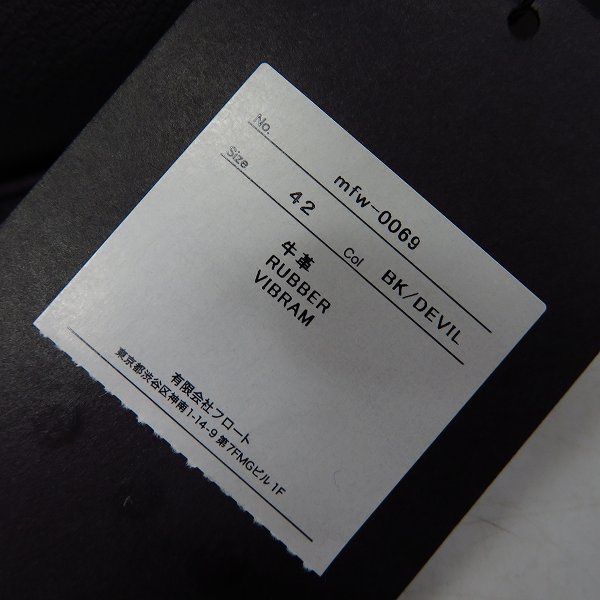 No. mfw-0069
Size 42 Col BK/DEVIL
牛革
RUBBER
VIBRAM
有限会社フロート
東京都渋谷区神南1-14-9 第7FMGビル 1F